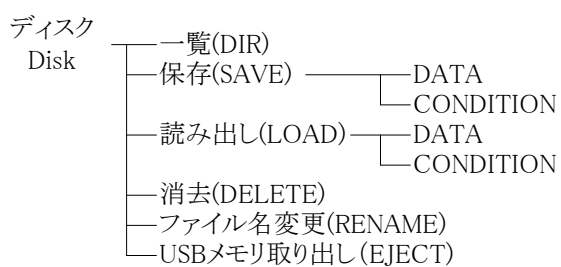 ディスク
Disk
一覧(DIR)
保存(SAVE) DATA
CONDITION
読み出し(LOAD) DATA
CONDITION
消去(DELETE)
ファイル名変更(RENAME)
USBメモリ取り出し(EJECT)